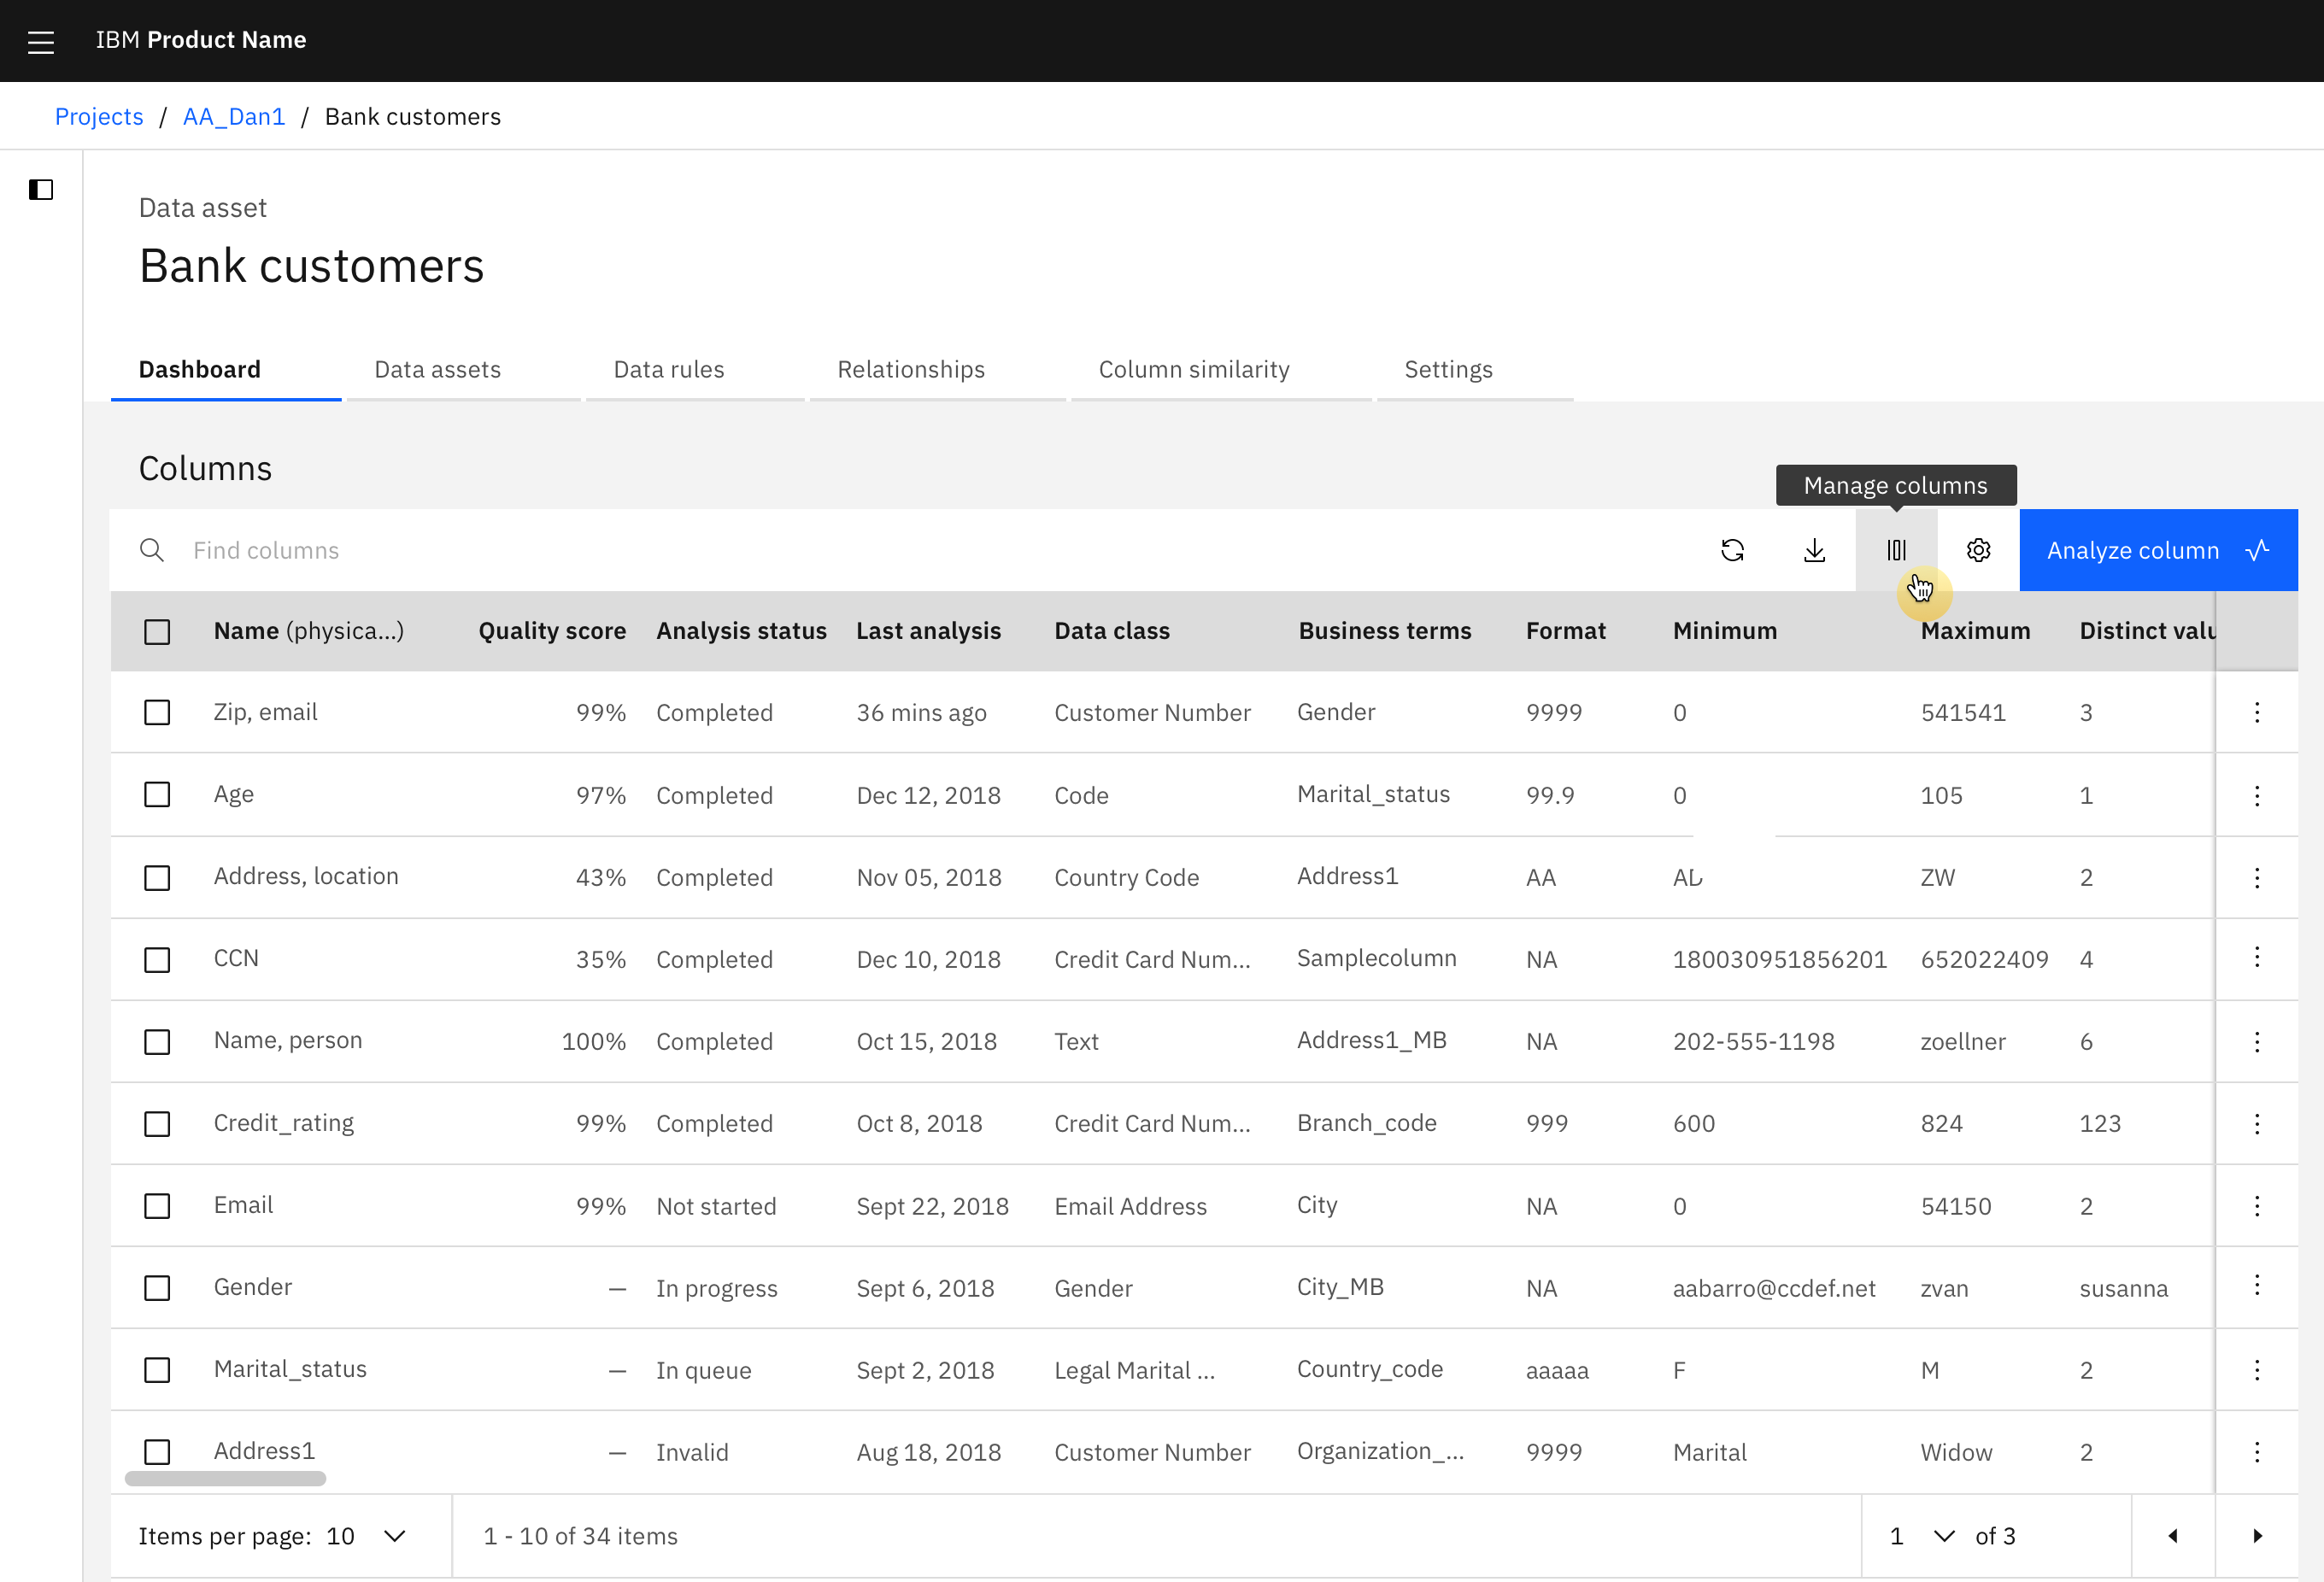 IBM Product Name
Projects / AA_Dan1 / Bank customers
Data asset
Bank customers
Dashboard Data assets Data rules Relationships Column similarity Settings
Columns
Manage columns
Find columns
Analyze column
Name (physica...) Quality score Analysis status Last analysis Data class Business terms Format Minimum Maximum Distinct valu
Zip, email 99% Completed 36 mins ago Customer Number Gender 9999 0 541541 3
Age 97% Completed Dec 12, 2018 Code Marital_status 99.9 0 105 1
Address, location 43% Completed Nov 05, 2018 Country Code Address1 AA ZW 2
CCN 35% Completed Dec 10, 2018 Credit Card Num... Samplecolumn NA 180030951856201 652022409 4
Name, person 100% Completed Oct 15, 2018 Text Address1_MB NA 202-555-1198 zoellner 6
Credit_rating 99% Completed Oct 8, 2018 Credit Card Num... Branch_code 999 600 824 123
Email 99% Not started Sept 22, 2018 Email Address City NA 0 54150 2
Gender — In progress Sept 6, 2018 Gender City_MB NA aabarro@ccdef.net zvan susanna
Marital_status — In queue Sept 2, 2018 Legal Marital ... Country_code aaaaa F M 2
Address1 — Invalid Aug 18, 2018 Customer Number Organization_... 9999 Marital Widow 2
Items per page: 10 1 - 10 of 34 items 1 of 3